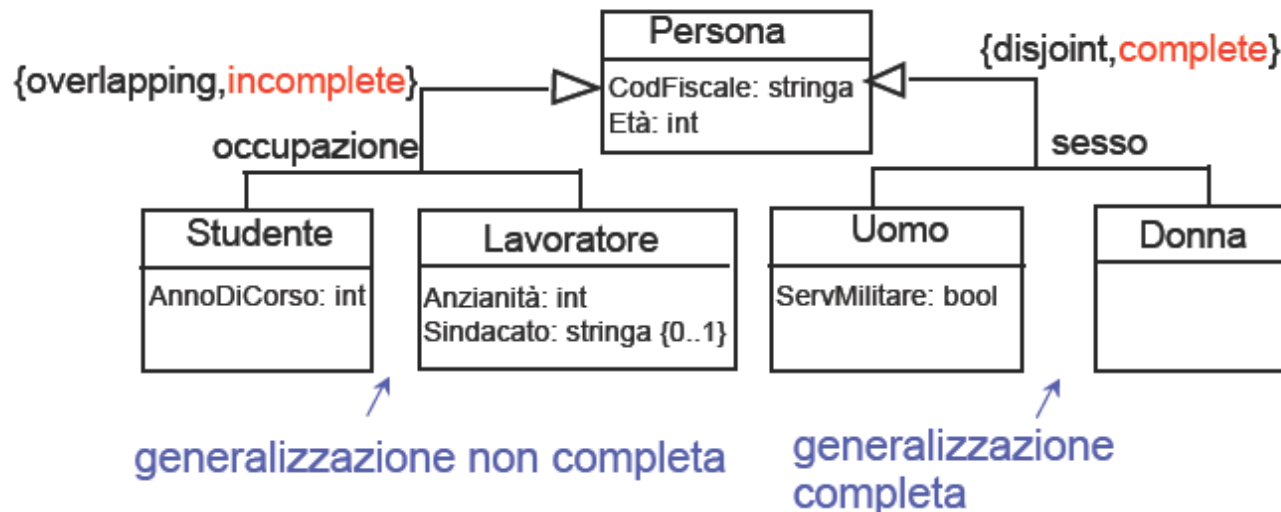 Persona
CodFiscale: stringa
Età: int
{overlapping,incomplete}
{disjoint,complete}
occupazione
sesso
Studente
AnnoDiCorso: int
Lavoratore
Anzianità: int
Sindacato: stringa {0..1}
Uomo
ServMilitare: bool
Donna
generalizzazione non completa
generalizzazione
completa